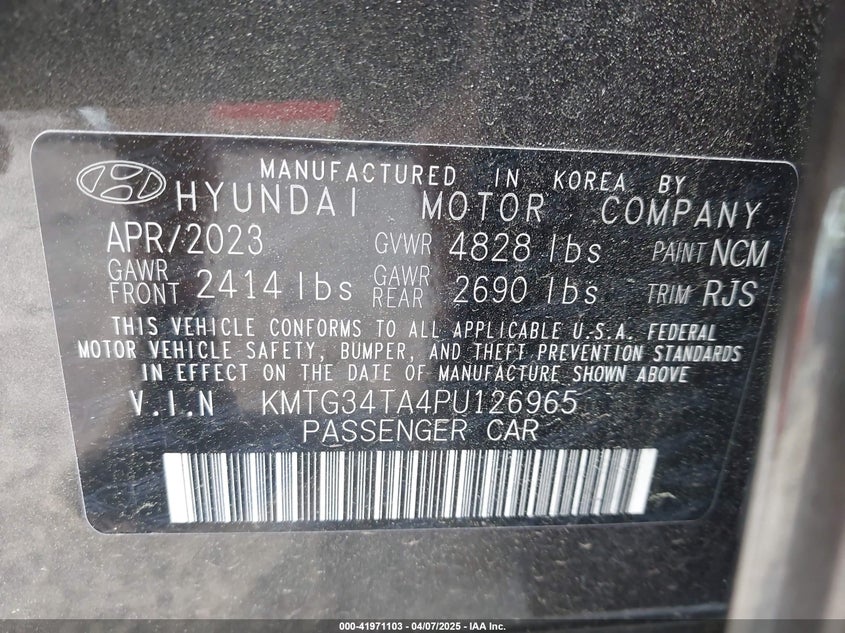 MANUFACTURED IN KOREA BY
HYUNDAI MOTOR COMPANY
APR/2023 GVWR 4828 lbs PAINT NCM
GAWR FRONT 2414 lbs GAWR REAR 2690 lbs TRIM RJS
THIS VEHICLE CONFORMS TO ALL APPLICABLE U.S.A. FEDERAL
MOTOR VEHICLE SAFETY, BUMPER, AND THEFT PREVENTION STANDARDS
IN EFFECT ON THE DATE OF MANUFACTURE SHOWN ABOVE
V.I.N KMTG34TA4PU126965
PASSENGER CAR
000-41971103 - 04/07/2025 - IAA Inc.